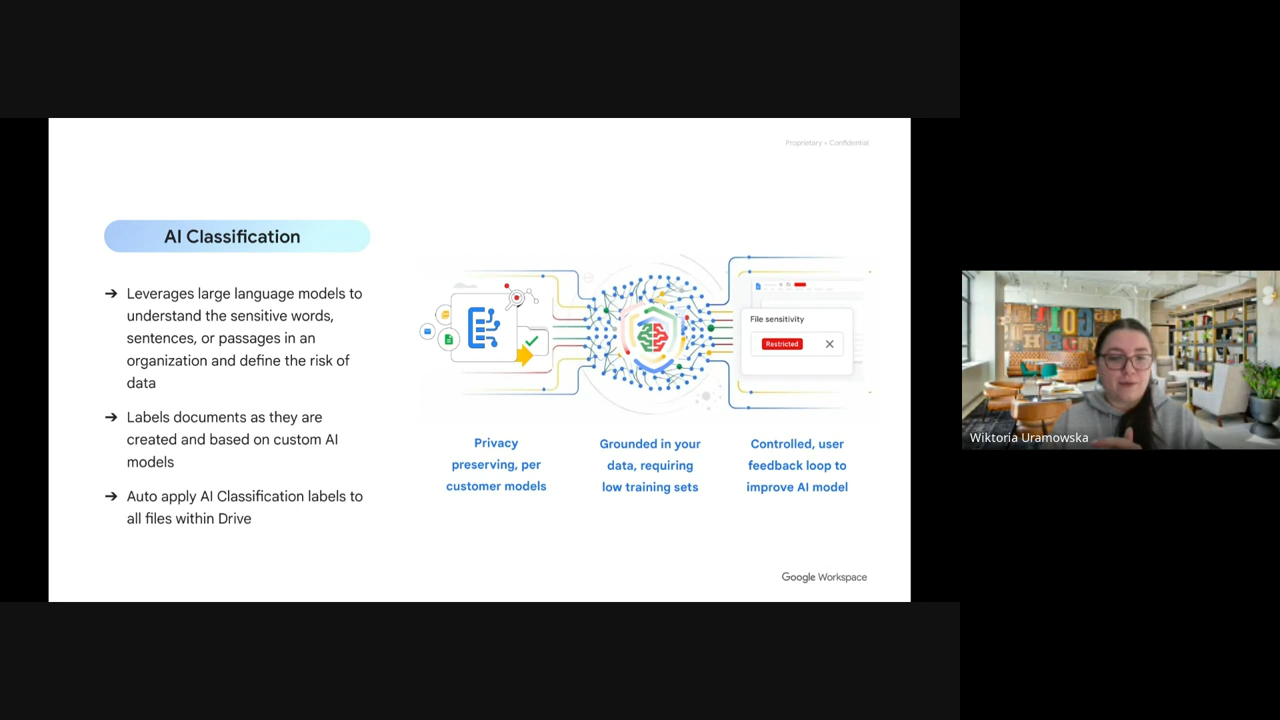 Proprietary + Confidential
AI Classification
➔ Leverages large language models to
understand the sensitive words,
sentences, or passages in an
organization and define the risk of
data
➔ Labels documents as they are
created and based on custom AI
models
➔ Auto apply AI Classification labels to
all files within Drive
File sensitivity
Restricted
Privacy
preserving, per
customer models
Grounded in your
data, requiring
low training sets
Controlled, user
feedback loop to
improve AI model
Google Workspace
Wiktoria Uramowska